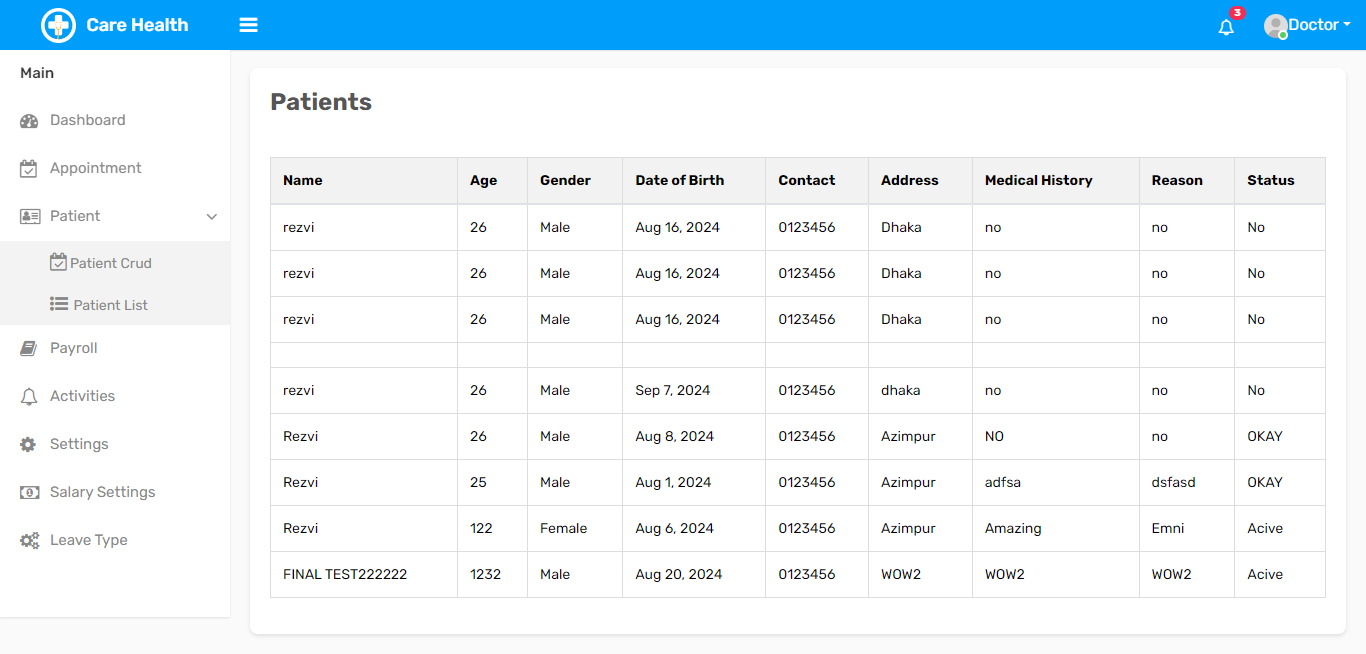 Care Health
3
Doctor
Main
Dashboard
Appointment
Patient
Patient Crud
Patient List
Payroll
Activities
Settings
Salary Settings
Leave Type
Patients
Name Age Gender Date of Birth Contact Address Medical History Reason Status
rezvi 26 Male Aug 16, 2024 0123456 Dhaka no no No
rezvi 26 Male Aug 16, 2024 0123456 Dhaka no no No
rezvi 26 Male Aug 16, 2024 0123456 Dhaka no no No
rezvi 26 Male Sep 7, 2024 0123456 dhaka no no No
Rezvi 26 Male Aug 8, 2024 0123456 Azimpur NO no OKAY
Rezvi 25 Male Aug 1, 2024 0123456 Azimpur adfsa dsfasd OKAY
Rezvi 122 Female Aug 6, 2024 0123456 Azimpur Amazing Emni Acive
FINAL TEST222222 1232 Male Aug 20, 2024 0123456 WOW2 WOW2 WOW2 Acive